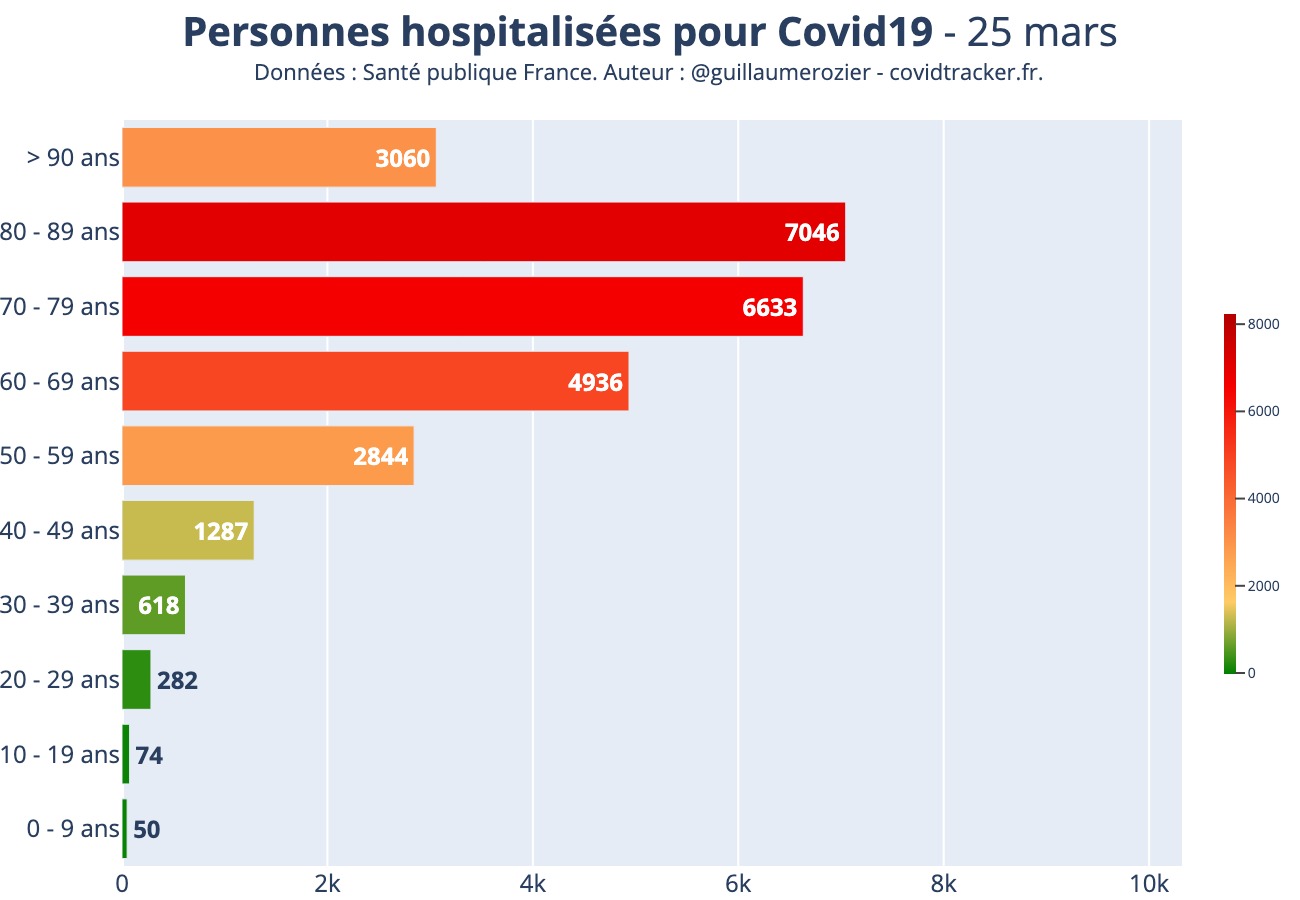 Personnes hospitalisées pour Covid19 - 25 mars
Données : Santé publique France. Auteur : @guillaumerozier - covidtracker.fr.
> 90 ans 3060
80 - 89 ans 7046
70 - 79 ans 6633
60 - 69 ans 4936
50 - 59 ans 2844
40 - 49 ans 1287
30 - 39 ans 618
20 - 29 ans 282
10 - 19 ans 74
0 - 9 ans 50
0 2k 4k 6k 8k 10k
8000
6000
4000
2000
0